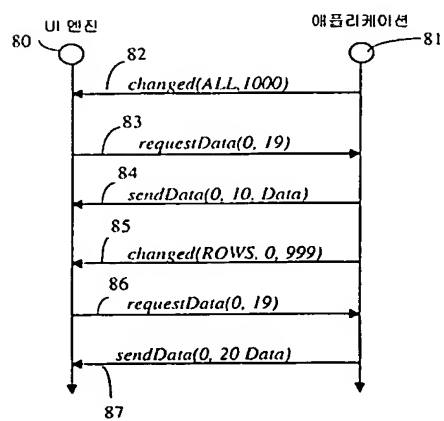 UI 엔진
애플리케이션
80
81
82
changed(ALL,1000)
83
requestData(0, 19)
84
sendData(0, 10, Data)
85
changed(ROWS, 0, 999)
86
requestData(0, 19)
sendData(0, 20 Data)
87